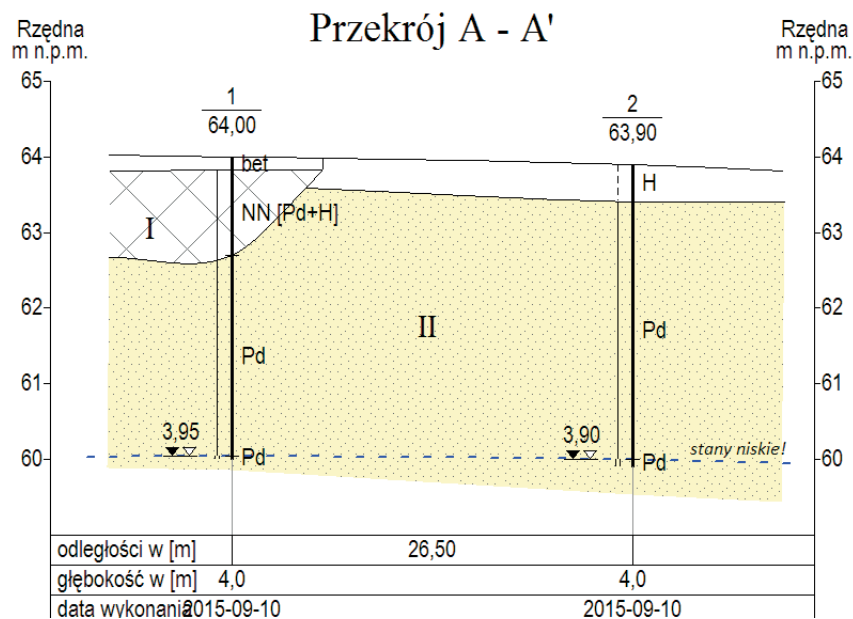 Przekrój A - A'
Rzędna
m n.p.m.
Rzędna
m n.p.m.
65
65
1
64,00
2
63,90
64
bet
64
H
NN [Pd+H]
I
63
63
62
62
II
Pd
Pd
61
61
3,95
3,90
stany niskie!
60
Pd
Pd
60
odległości w [m] 26,50
głębokość w [m] 4,0 4,0
data wykonania 2015-09-10 2015-09-10